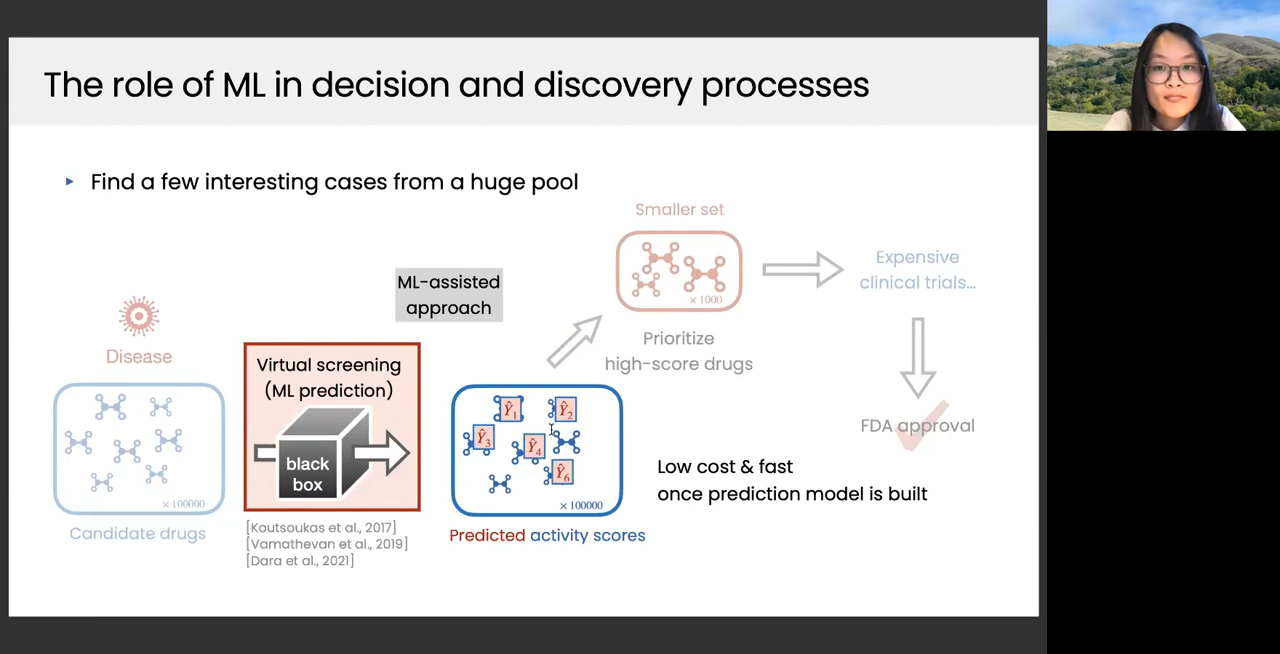 The role of ML in decision and discovery processes
▸ Find a few interesting cases from a huge pool
Smaller set
× 1000
Expensive
clinical trials…
ML-assisted
approach
Prioritize
high-score drugs
Disease
Virtual screening
(ML prediction)
black
box
Ŷ₁
Ŷ₂
Ŷ₃
Ŷ₄
Ŷ₆
× 100000
× 100000
FDA approval
Low cost & fast
once prediction model is built
Candidate drugs
[Koutsoukas et al., 2017]
[Vamathevan et al., 2019]
[Dara et al., 2021]
Predicted activity scores